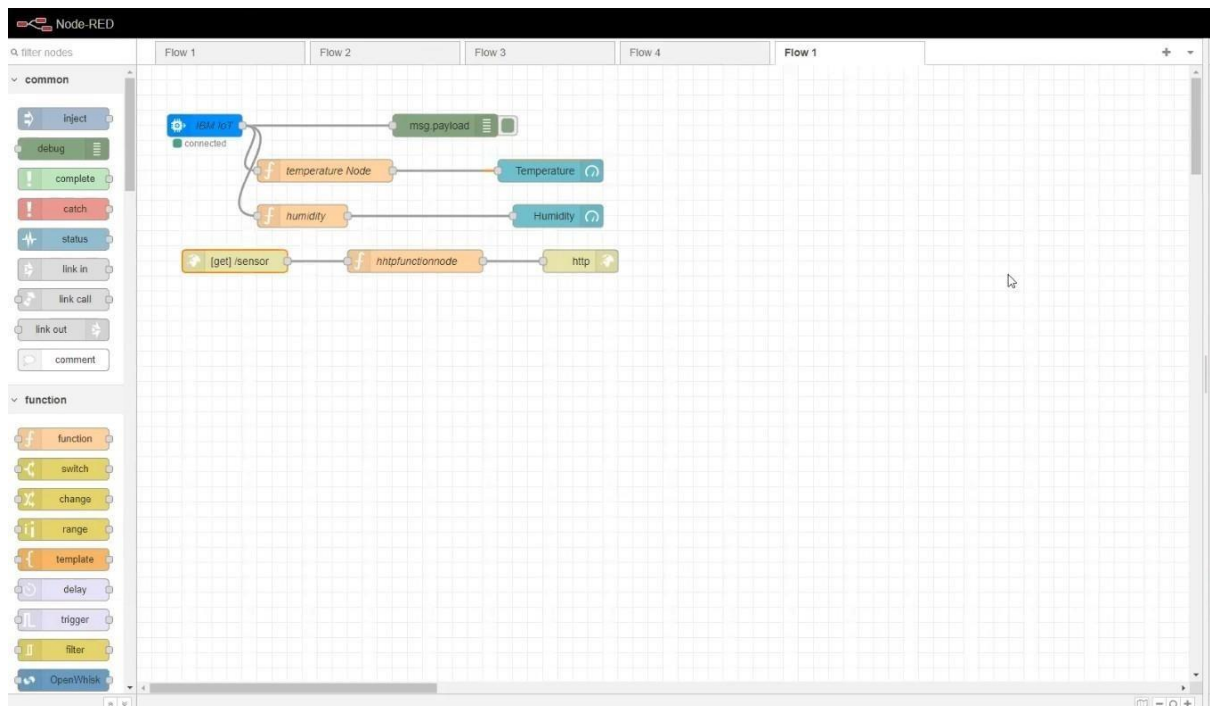 Node-RED
filter nodes
Flow 1
Flow 2
Flow 3
Flow 4
Flow 1
common
inject
debug
complete
catch
status
link in
link call
link out
comment
function
function
switch
change
range
template
delay
trigger
filter
OpenWhisk
IBM IoT
connected
msg.payload
temperature Node
Temperature
humidity
Humidity
[get] /sensor
hhtpfunctionnode
http